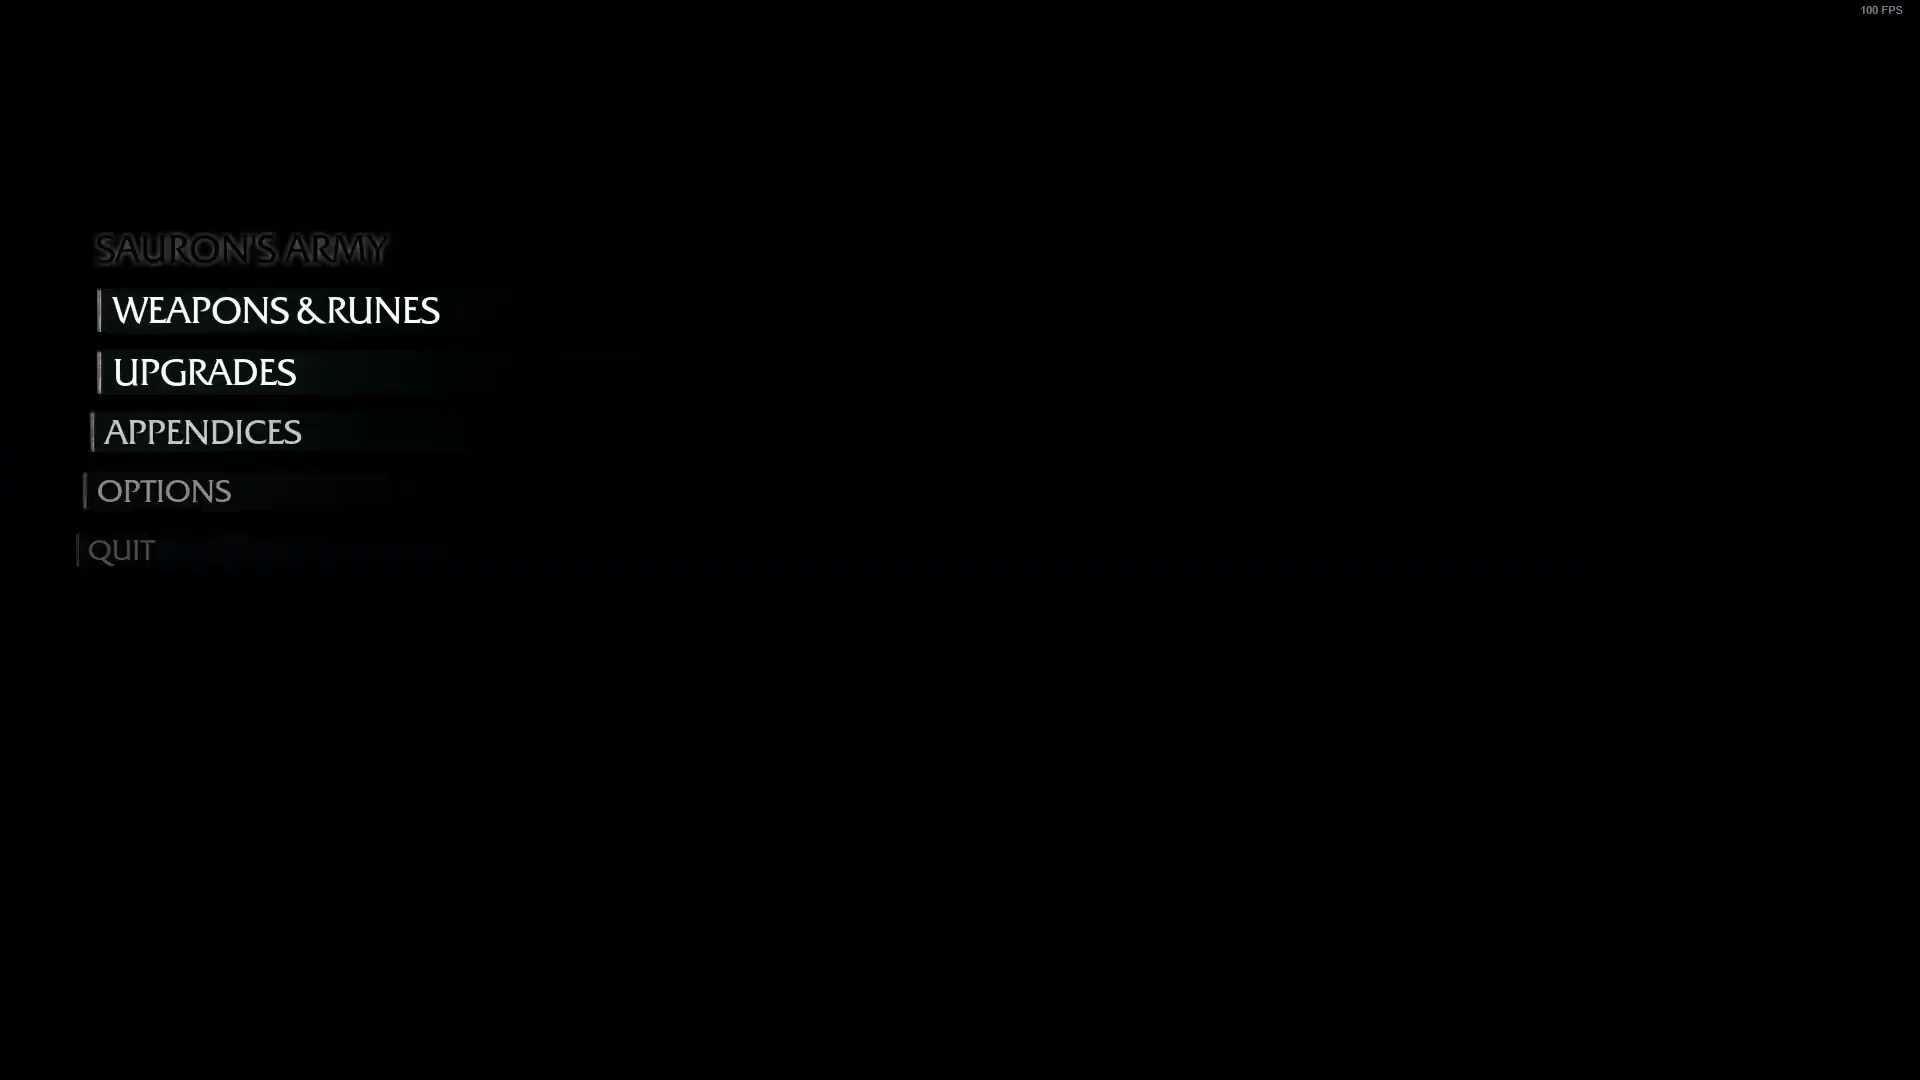 100 FPS
SAURON'S ARMY
WEAPONS & RUNES
UPGRADES
APPENDICES
OPTIONS
QUIT